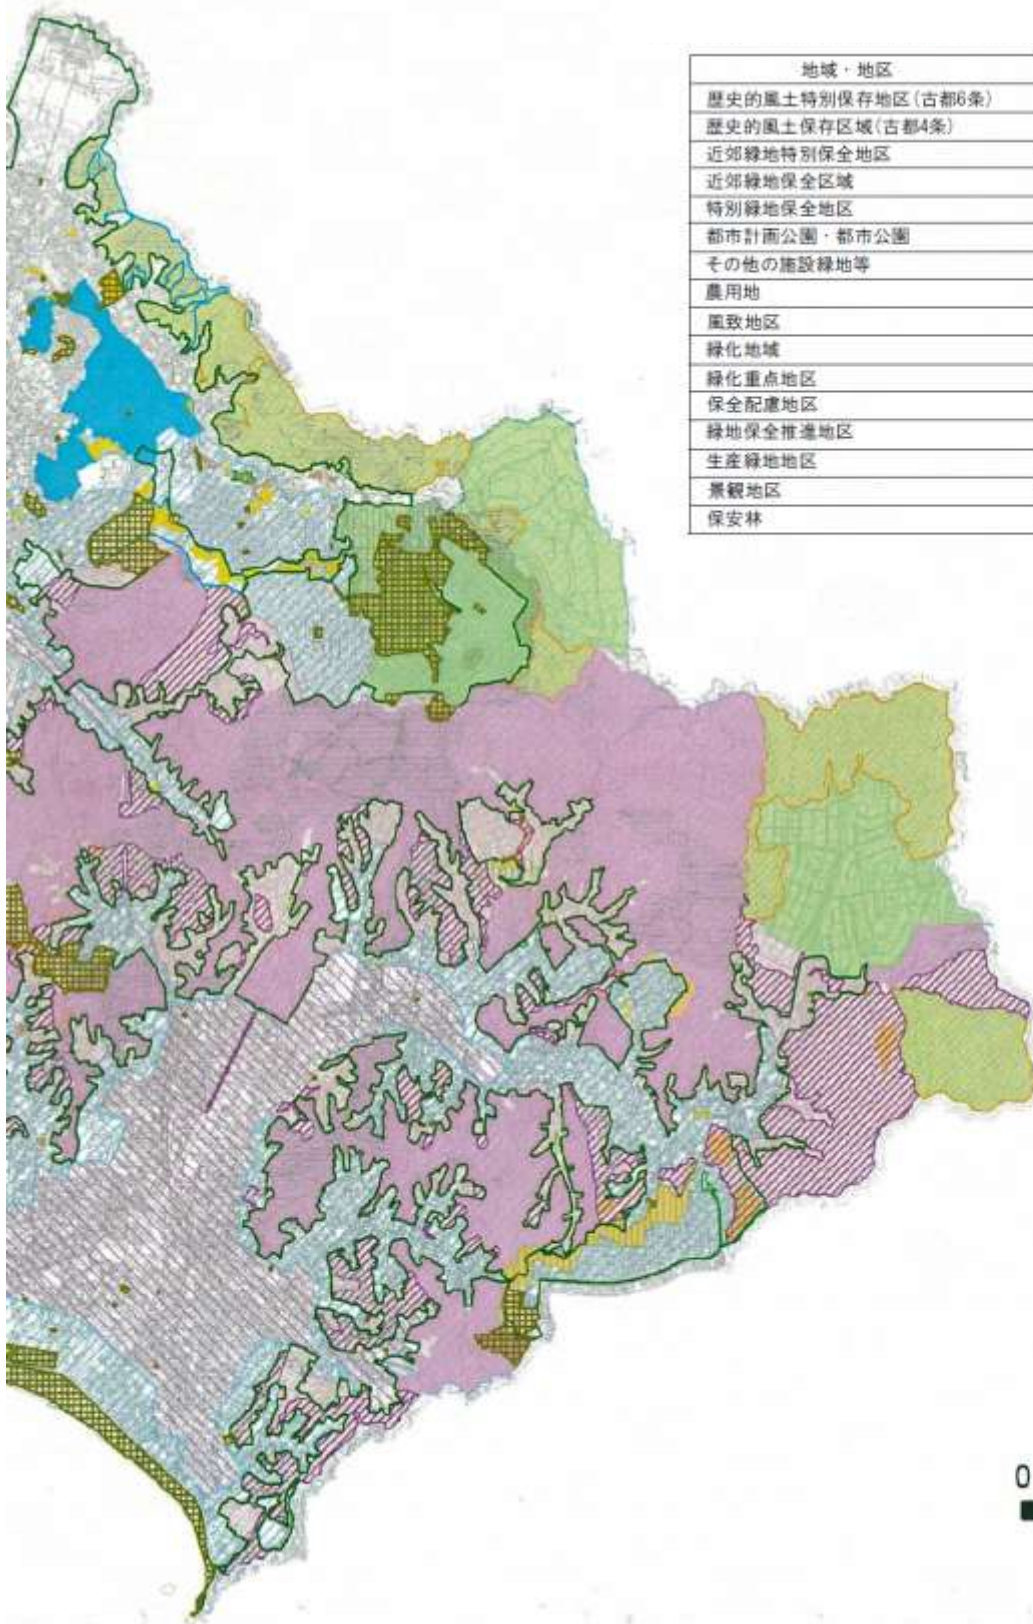 地域・地区
歴史的風土特別保存地区(古都6条)
歴史的風土保存区域(古都4条)
近郊緑地特別保全地区
近郊緑地保全区域
特別緑地保全地区
都市計画公園・都市公園
その他の施設緑地等
農用地
風致地区
緑化地域
緑化重点地区
保全配慮地区
緑地保全推進地区
生産緑地地区
景観地区
保安林
0